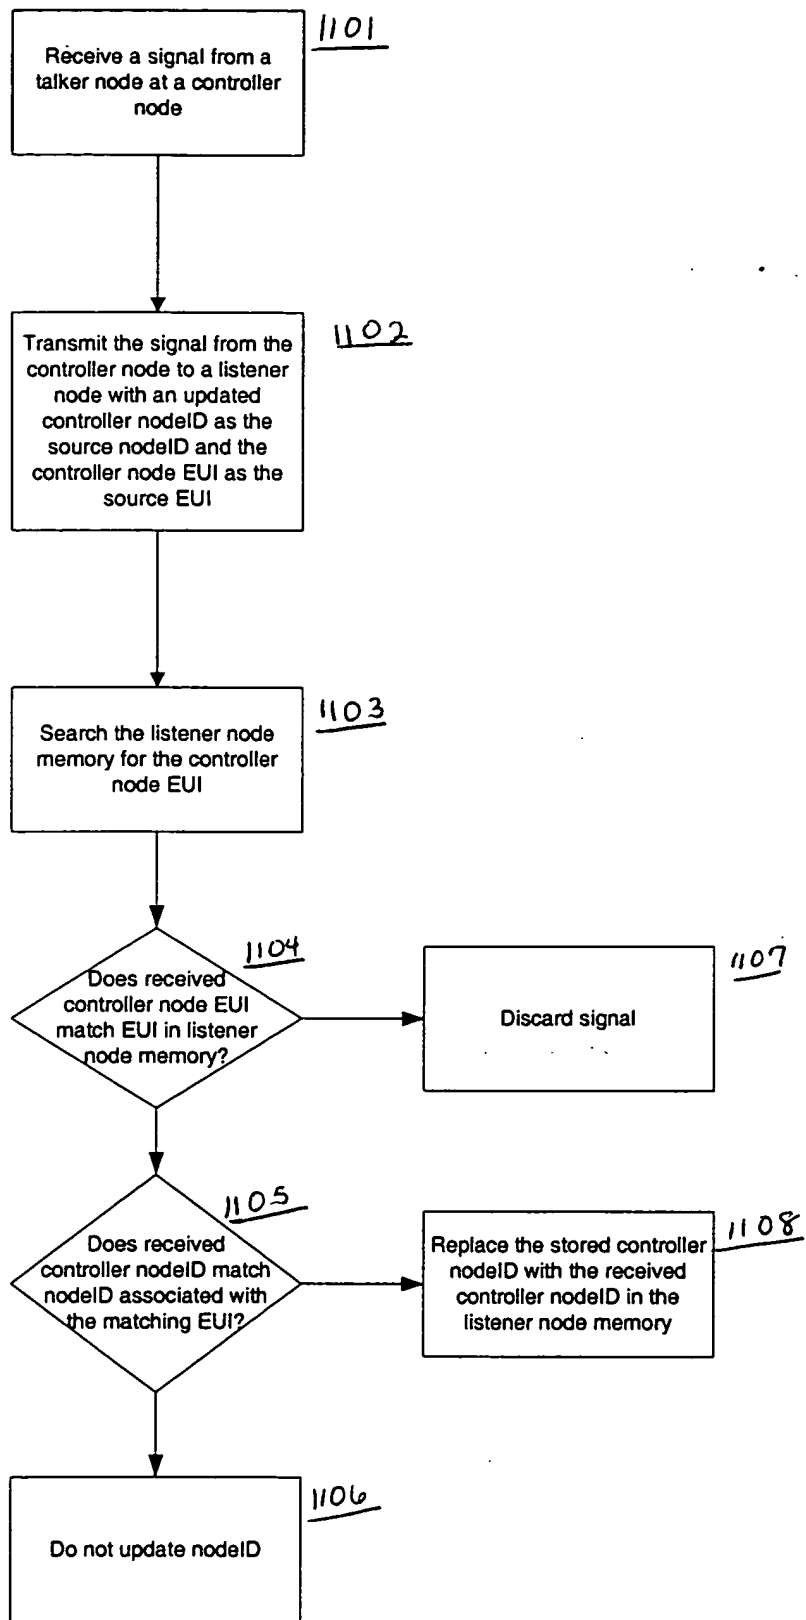 Receive a signal from a
talker node at a controller
node
1101
Transmit the signal from the
controller node to a listener
node with an updated
controller nodeID as the
source nodeID and the
controller node EUI as the
source EUI
1102
Search the listener node
memory for the controller
node EUI
1103
Does received
controller node EUI
match EUI in listener
node memory?
1104
Discard signal
1107
Does received
controller nodeID match
nodeID associated with
the matching EUI?
1105
Replace the stored controller
nodeID with the received
controller nodeID in the
listener node memory
1108
Do not update nodeID
1106